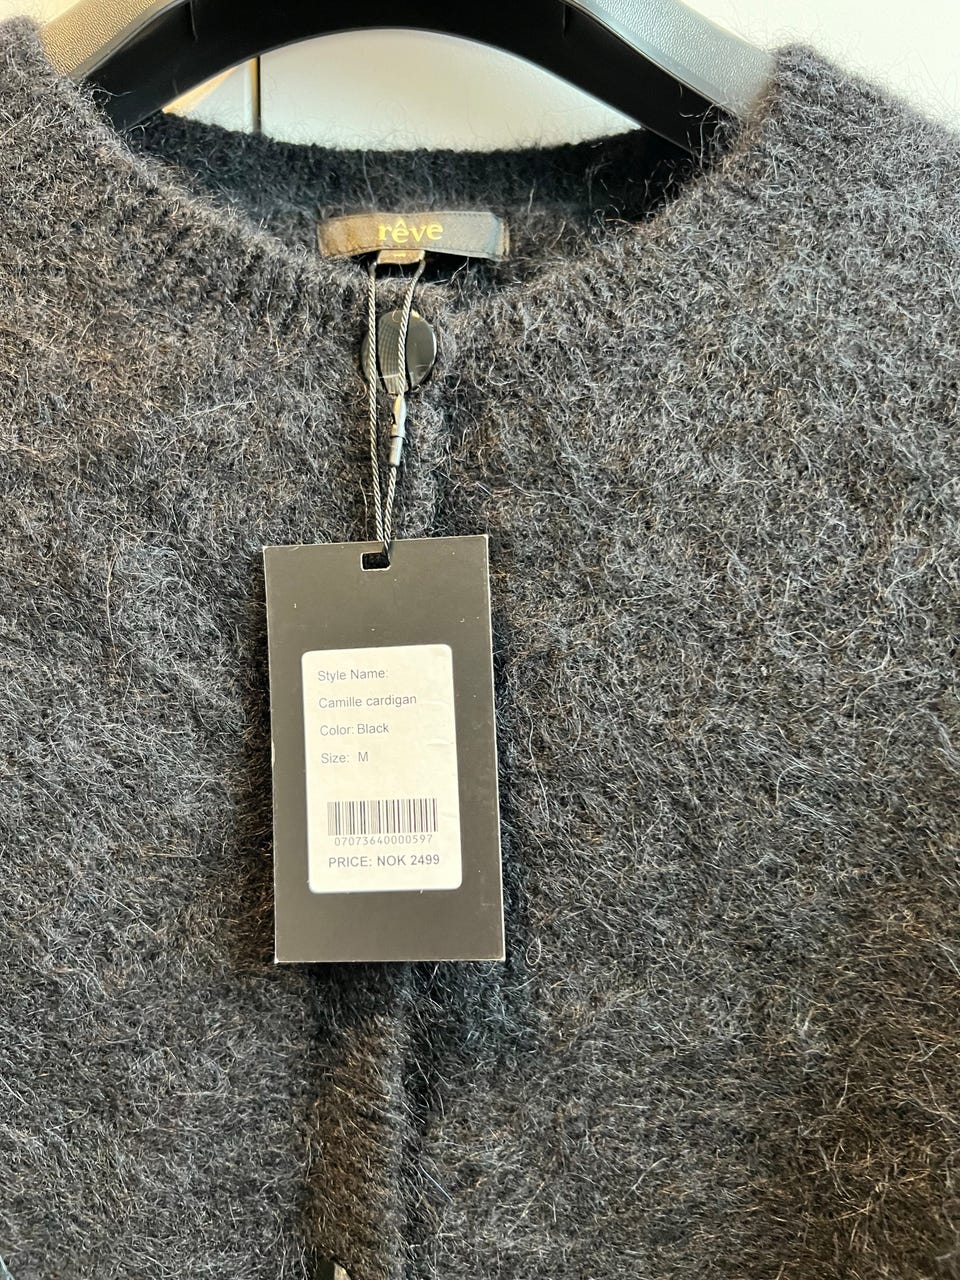 rêve
Style Name:
Camille cardigan
Color: Black
Size: M
07073640000597
PRICE: NOK 2499